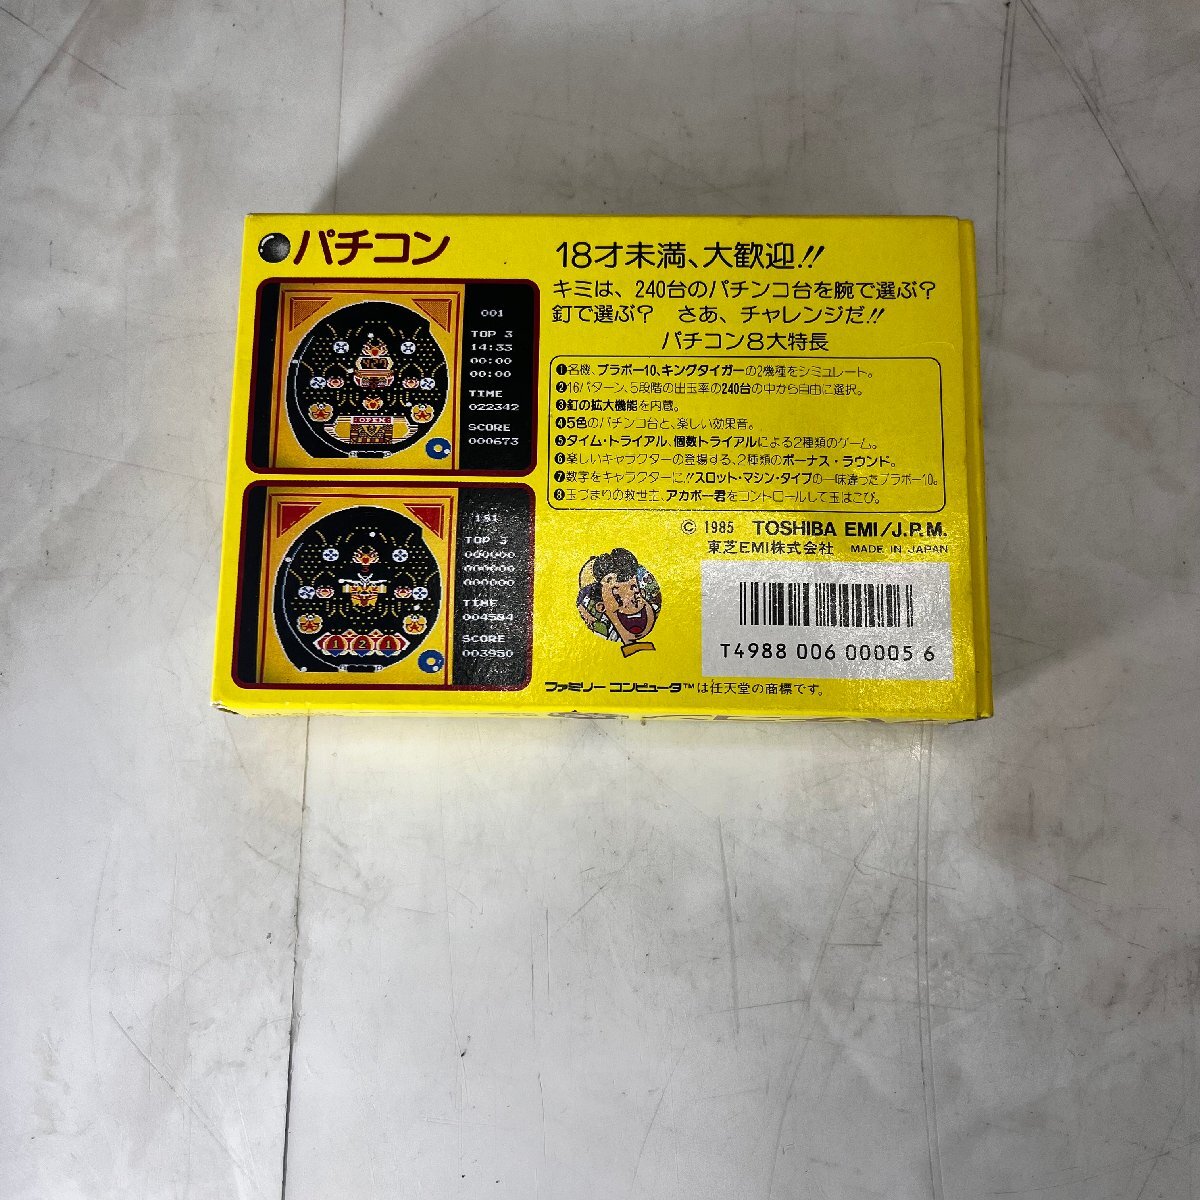 パチコン
001
TOP 3
14:33
00:00
00:00
TIME
022342
SCORE
000673
OPEN
151
TOP 3
000000
000000
000000
TIME
004504
SCORE
003950
1 2 1
18才未満、大歓迎!!
キミは、240台のパチンコ台を腕で選ぶ?
釘で選ぶ? さあ、チャレンジだ!!
パチコン8大特長
❶名機、ブラボー10、キングタイガーの2機種をシミュレート。
❷16パターン、5段階の出玉率の240台の中から自由に選択。
❸釘の拡大機能を内蔵。
❹5色のパチンコ台と、楽しい効果音。
❺タイム・トライアル、個数トライアルによる2種類のゲーム。
❻楽しいキャラクターの登場する、2種類のボーナス・ラウンド。
❼数字をキャラクターに!!スロット・マシン・タイプの一味違ったブラボー10。
❽玉づまりの救世主、アカボー君をコントロールして玉はこび。
© 1985 TOSHIBA EMI/J.P.M.
東芝EMI株式会社 MADE IN JAPAN
T4988 006 00005 6
ファミリーコンピュータ™は任天堂の商標です。